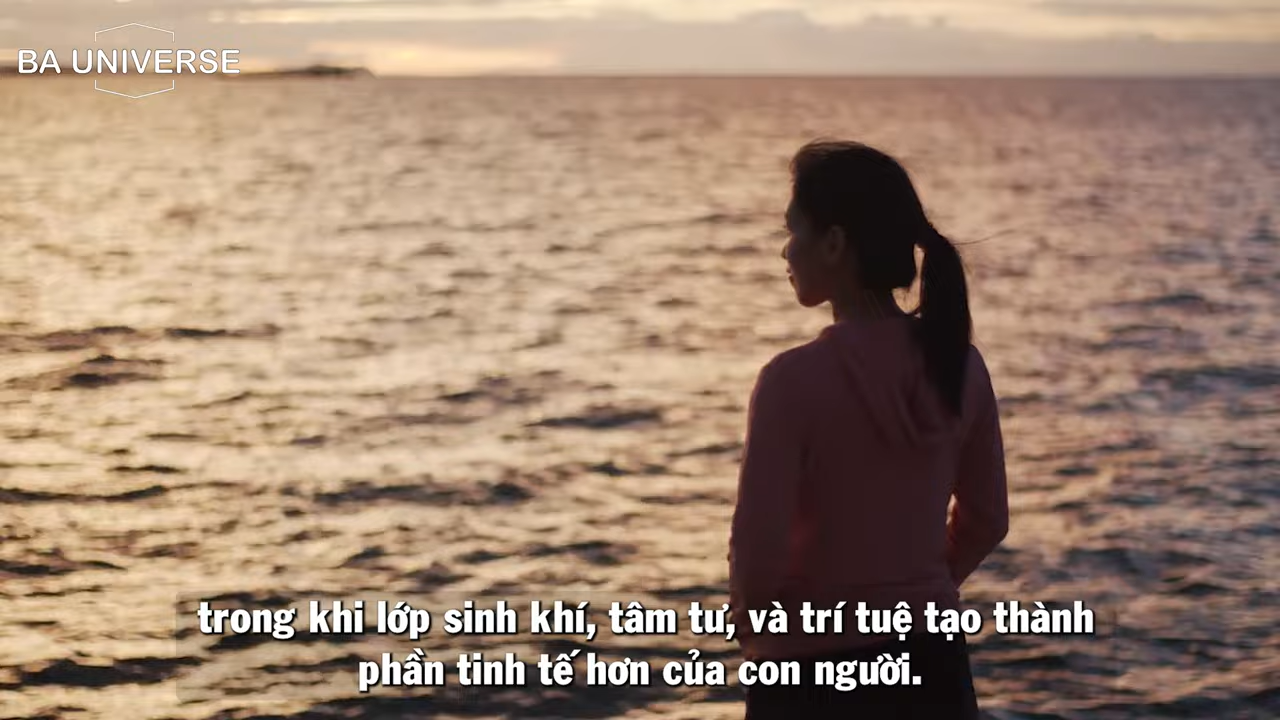 BA UNIVERSE
trong khi lớp sinh khí, tâm tư, và trí tuệ tạo thành
phần tinh tế hơn của con người.